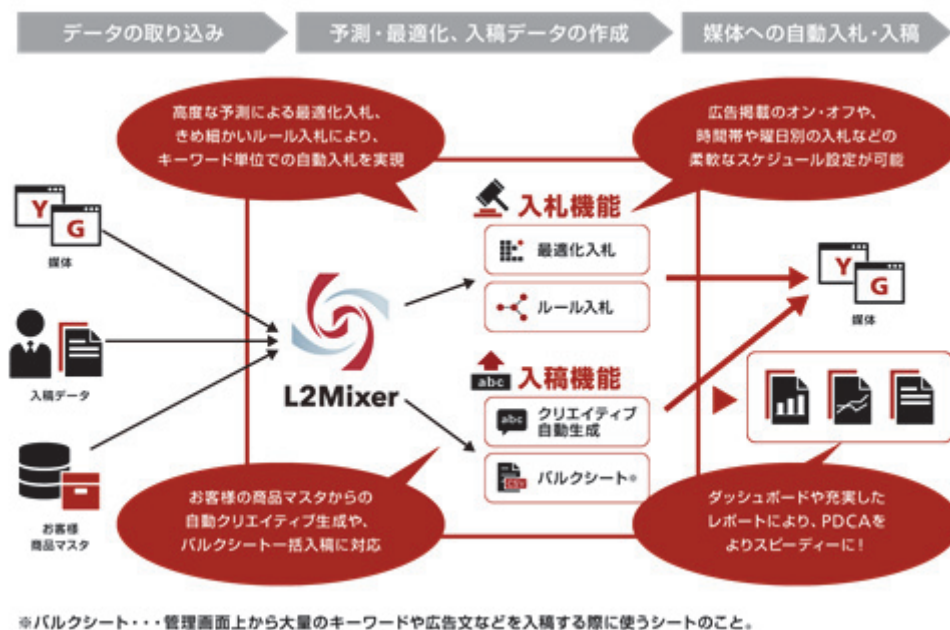 データの取り込み
予測・最適化、入稿データの作成
媒体への自動入札・入稿
高度な予測による最適化入札、
きめ細かいルール入札により、
キーワード単位での自動入札を実現
広告掲載のオン・オフや、
時間帯や曜日別の入札などの
柔軟なスケジュール設定が可能
Y
G
媒体
入稿データ
お客様
商品マスタ
L2Mixer
入札機能
最適化入札
ルール入札
abc
入稿機能
abc
クリエイティブ
自動生成
CSV
バルクシート※
Y
G
媒体
お客様の商品マスタからの
自動クリエイティブ生成や、
バルクシート一括入稿に対応
ダッシュボードや充実した
レポートにより、PDCAを
よりスピーディーに!
※バルクシート・・・管理画面上から大量のキーワードや広告文などを入稿する際に使うシートのこと。